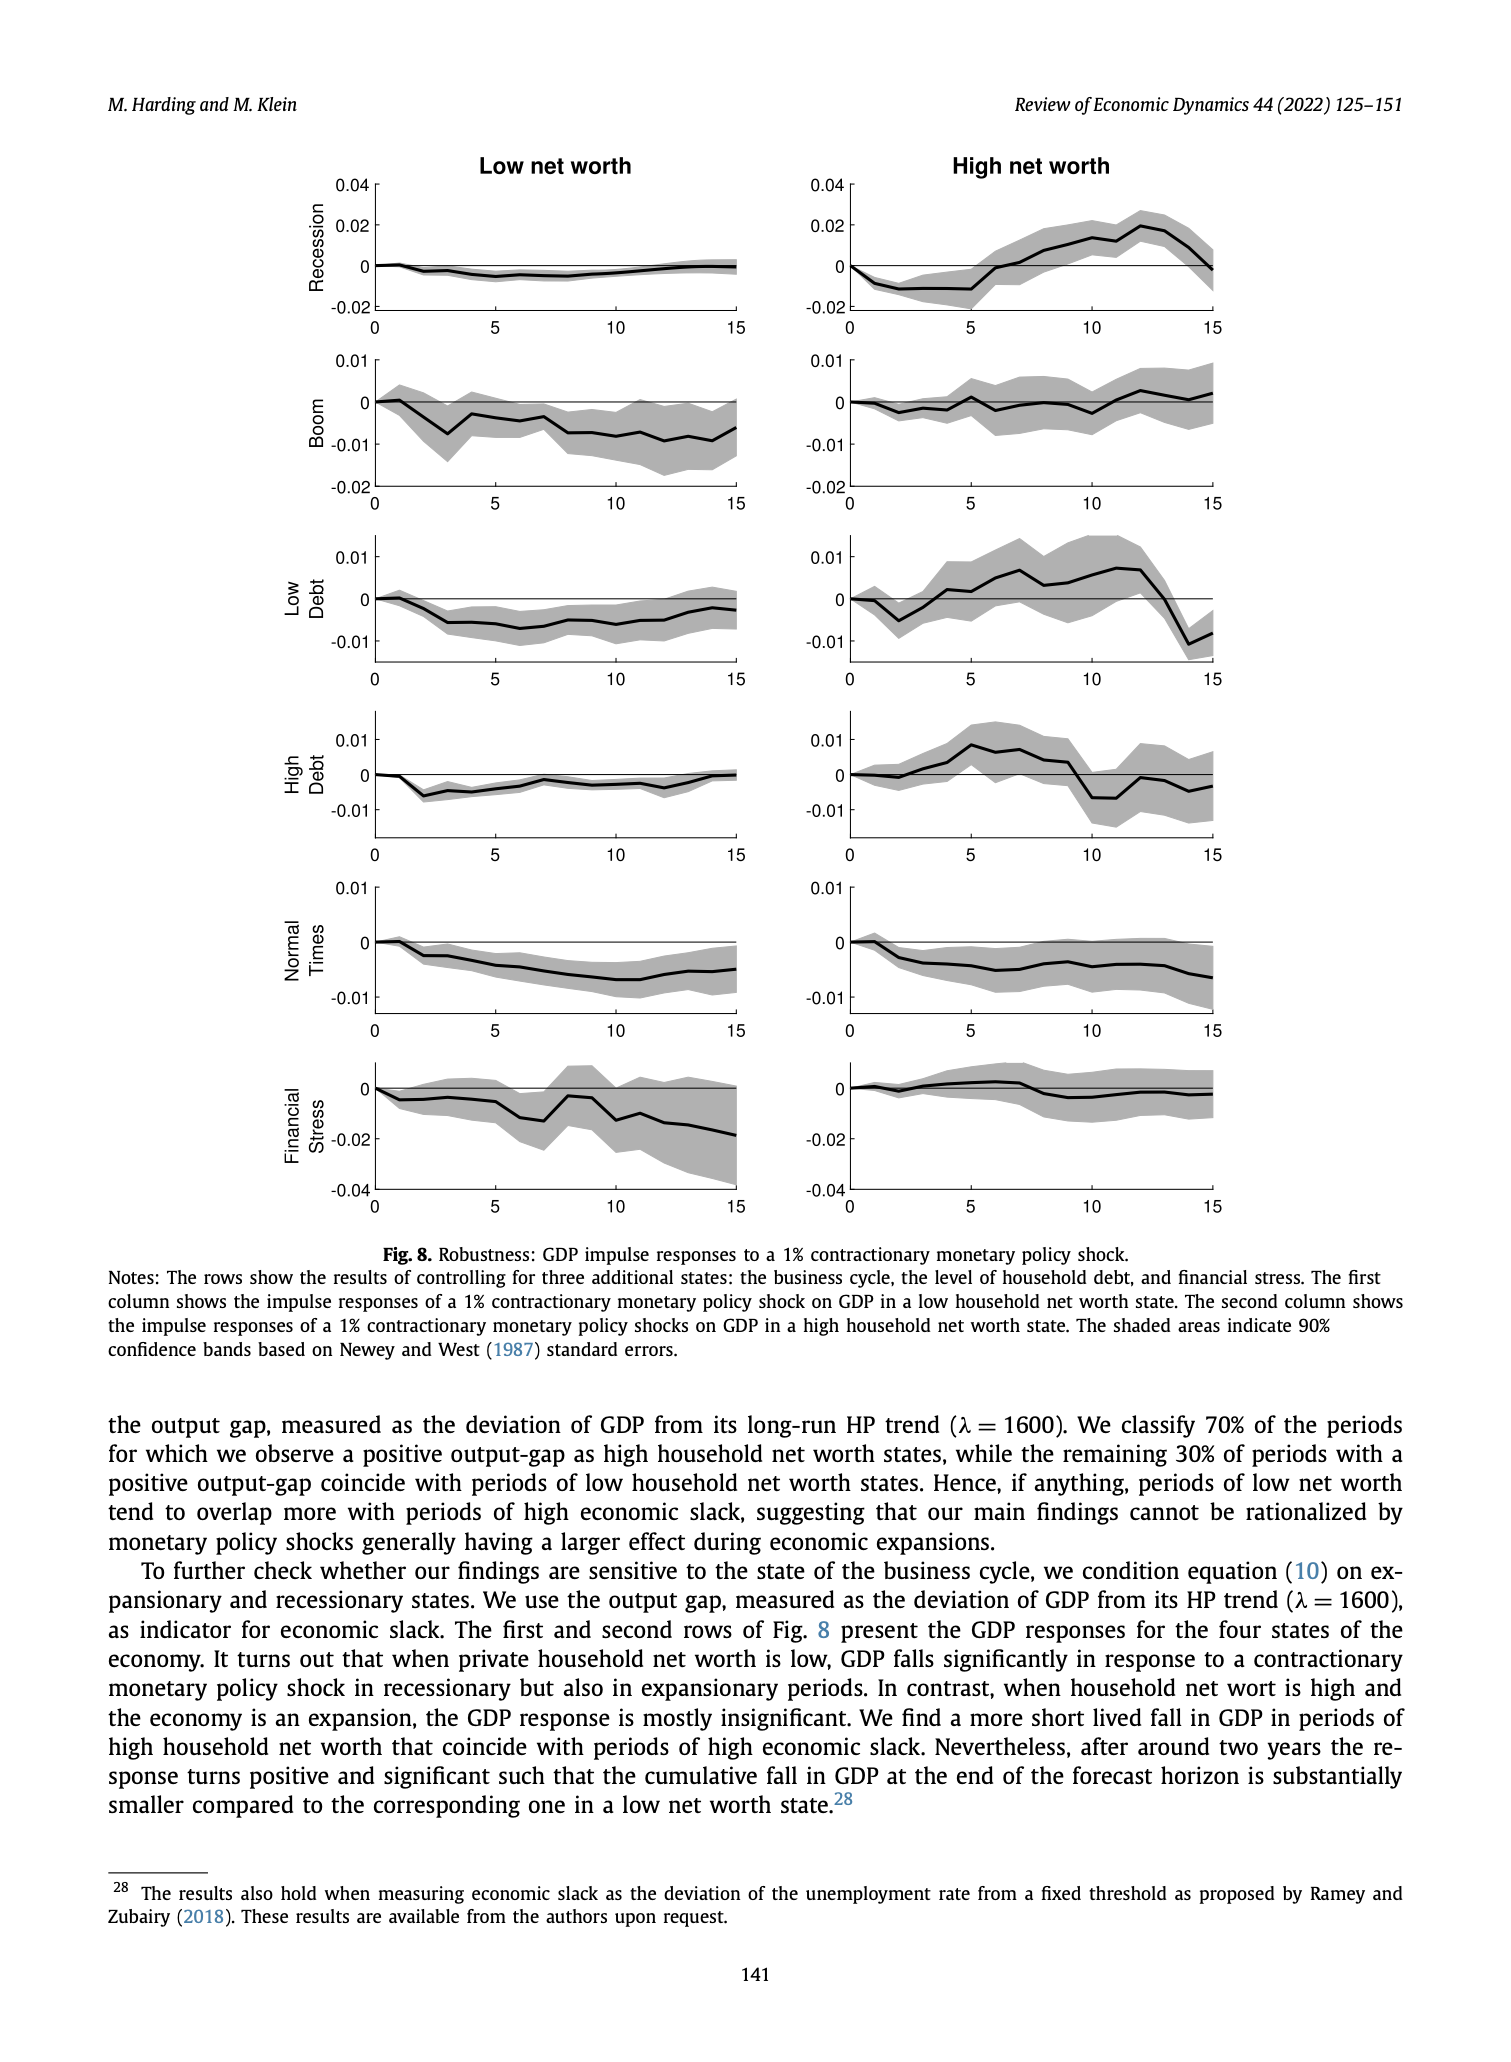 M. Harding and M. Klein
Review of Economic Dynamics 44 (2022) 125–151
Low net worth
High net worth
Recession
0.04
0.02
0
-0.02
0 5 10 15
0.04
0.02
0
-0.02
0 5 10 15
Boom
0.01
0
-0.01
-0.02
0 5 10 15
0.01
0
-0.01
-0.02
0 5 10 15
Low
Debt
0.01
0
-0.01
0 5 10 15
0.01
0
-0.01
0 5 10 15
High
Debt
0.01
0
-0.01
0 5 10 15
0.01
0
-0.01
0 5 10 15
Normal
Times
0.01
0
-0.01
0 5 10 15
0.01
0
-0.01
0 5 10 15
Financial
Stress
0
-0.02
-0.04
0 5 10 15
0
-0.02
-0.04
0 5 10 15
Fig. 8. Robustness: GDP impulse responses to a 1% contractionary monetary policy shock.
Notes: The rows show the results of controlling for three additional states: the business cycle, the level of household debt, and financial stress. The first
column shows the impulse responses of a 1% contractionary monetary policy shock on GDP in a low household net worth state. The second column shows
the impulse responses of a 1% contractionary monetary policy shocks on GDP in a high household net worth state. The shaded areas indicate 90%
confidence bands based on Newey and West (1987) standard errors.
the output gap, measured as the deviation of GDP from its long-run HP trend (λ = 1600). We classify 70% of the periods
for which we observe a positive output-gap as high household net worth states, while the remaining 30% of periods with a
positive output-gap coincide with periods of low household net worth states. Hence, if anything, periods of low net worth
tend to overlap more with periods of high economic slack, suggesting that our main findings cannot be rationalized by
monetary policy shocks generally having a larger effect during economic expansions.
To further check whether our findings are sensitive to the state of the business cycle, we condition equation (10) on ex-
pansionary and recessionary states. We use the output gap, measured as the deviation of GDP from its HP trend (λ = 1600),
as indicator for economic slack. The first and second rows of Fig. 8 present the GDP responses for the four states of the
economy. It turns out that when private household net worth is low, GDP falls significantly in response to a contractionary
monetary policy shock in recessionary but also in expansionary periods. In contrast, when household net wort is high and
the economy is an expansion, the GDP response is mostly insignificant. We find a more short lived fall in GDP in periods of
high household net worth that coincide with periods of high economic slack. Nevertheless, after around two years the re-
sponse turns positive and significant such that the cumulative fall in GDP at the end of the forecast horizon is substantially
smaller compared to the corresponding one in a low net worth state.28
28 The results also hold when measuring economic slack as the deviation of the unemployment rate from a fixed threshold as proposed by Ramey and
Zubairy (2018). These results are available from the authors upon request.
141